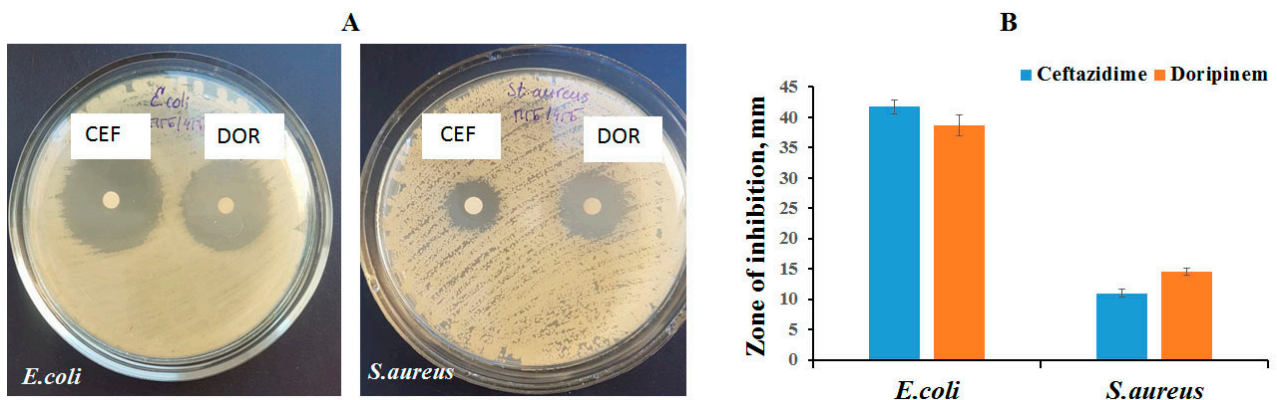 A
E.coli
CEF
DOR
E.coli
St aureus
CEF
DOR
S.aureus
B
Ceftazidime
Doripinem
Zone of inhibition, mm
45
40
35
30
25
20
15
10
5
0
E.coli
S.aureus